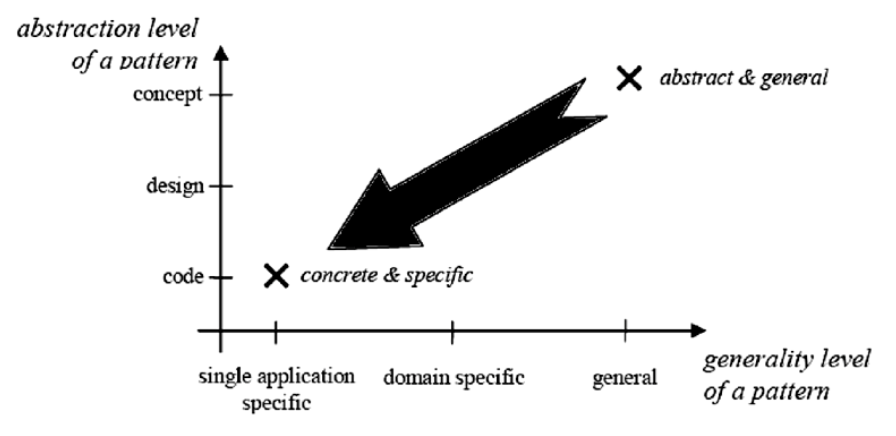 abstraction level
of a pattern
concept
abstract & general
design
code
concrete & specific
single application
specific
domain specific
general
generality level
of a pattern